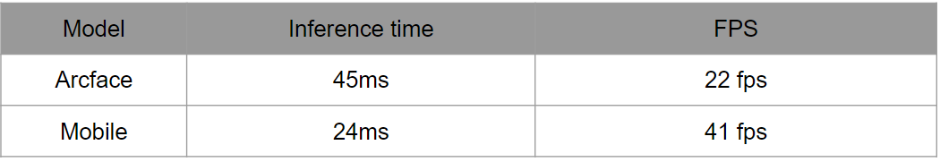 Model Inference time FPS
Arcface 45ms 22 fps
Mobile 24ms 41 fps